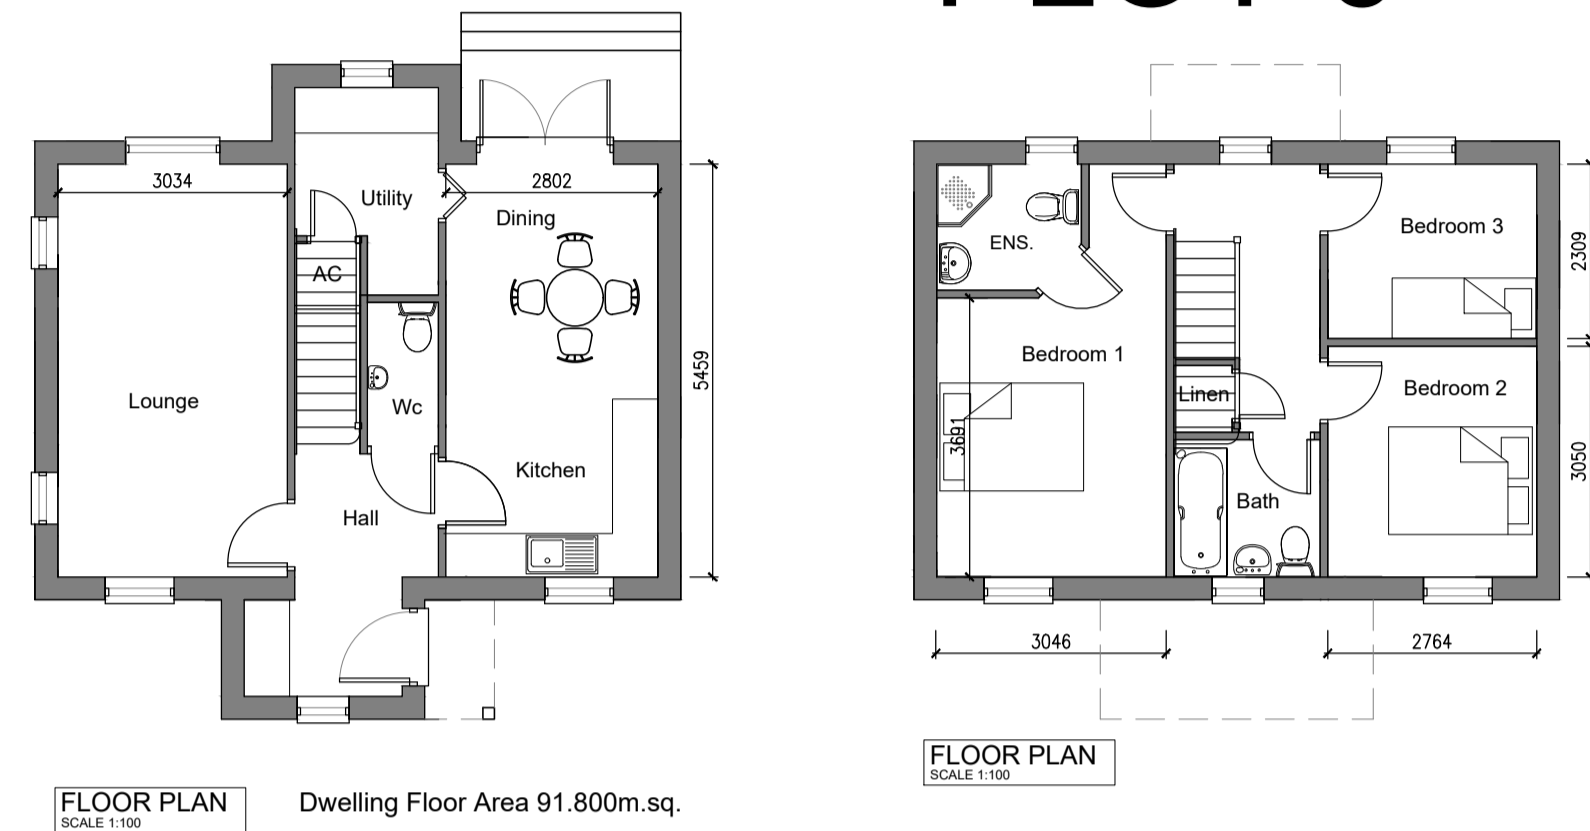 3034
Utility
2802
Dining
AC
5459
Lounge
Wc
Kitchen
Hall
FLOOR PLAN
SCALE 1:100
Dwelling Floor Area 91.800m.sq.
ENS.
Bedroom 3
2309
Bedroom 1
Linen
Bedroom 2
3691
3050
Bath
3046
2764
FLOOR PLAN
SCALE 1:100